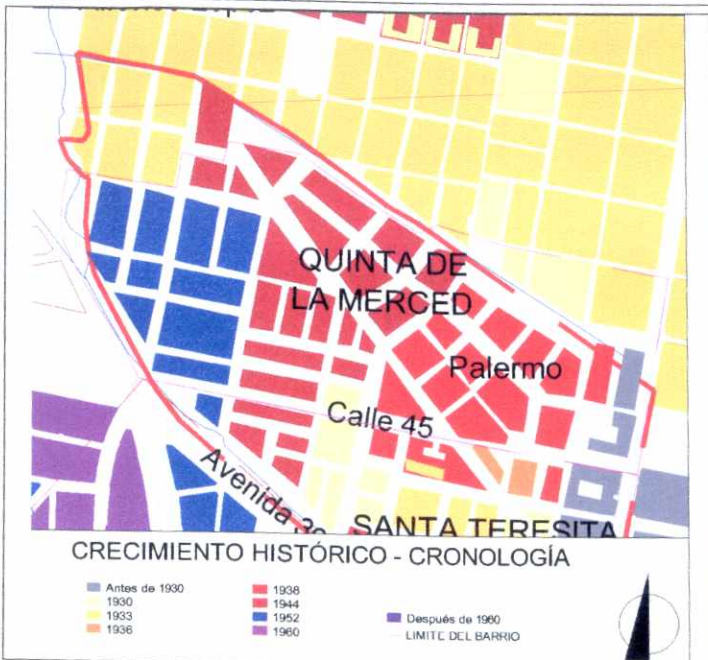 QUINTA DE
LA MERCED
Palermo
Calle 45
Avenida 39
SANTA TERESITA
CRECIMIENTO HISTÓRICO - CRONOLOGÍA
Antes de 1930
1930
1933
1936
1938
1944
1952
1960
Después de 1960
LIMITE DEL BARRIO